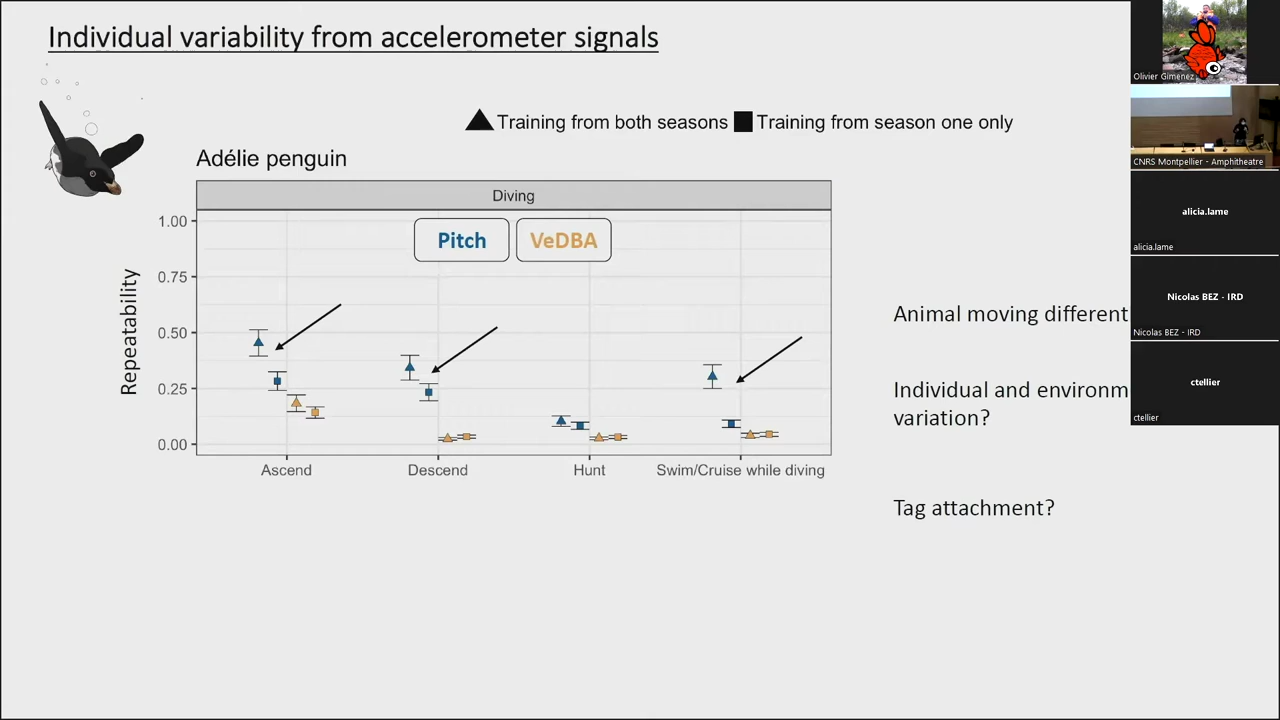 Individual variability from accelerometer signals
Training from both seasons
Training from season one only
Adélie penguin
Diving
Pitch
VeDBA
Repeatability
1.00
0.75
0.50
0.25
0.00
Ascend
Descend
Hunt
Swim/Cruise while diving
Animal moving different
Individual and environm
variation?
Tag attachment?
Olivier Gimenez
CNRS Montpellier - Amphitheatre
alicia.lame
alicia.lame
Nicolas BEZ - IRD
Nicolas BEZ - IRD
ctellier
ctellier